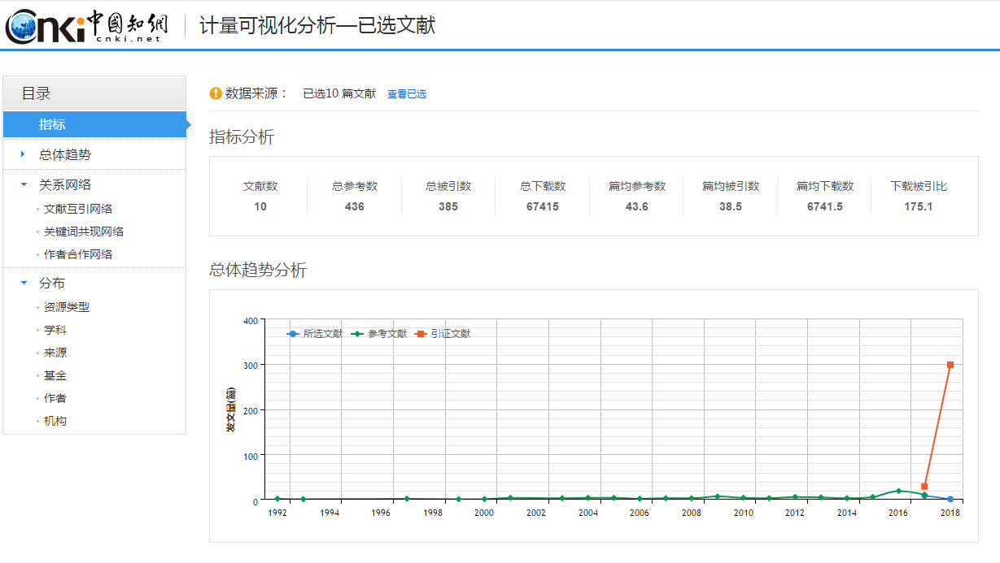 Cnki 中國知網
cnki.net
计量可视化分析—已选文献
目录
指标
总体趋势
关系网络
文献互引网络
关键词共现网络
作者合作网络
分布
资源类型
学科
来源
基金
作者
机构
数据来源： 已选10 篇文献 查看已选
指标分析
文献数 总参考数 总被引数 总下载数 篇均参考数 篇均被引数 篇均下载数 下载被引比
10 436 385 67415 43.6 38.5 6741.5 175.1
总体趋势分析
所选文献 参考文献 引证文献
发文量(篇)
400
300
200
100
0
1992 1994 1996 1998 2000 2002 2004 2006 2008 2010 2012 2014 2016 2018